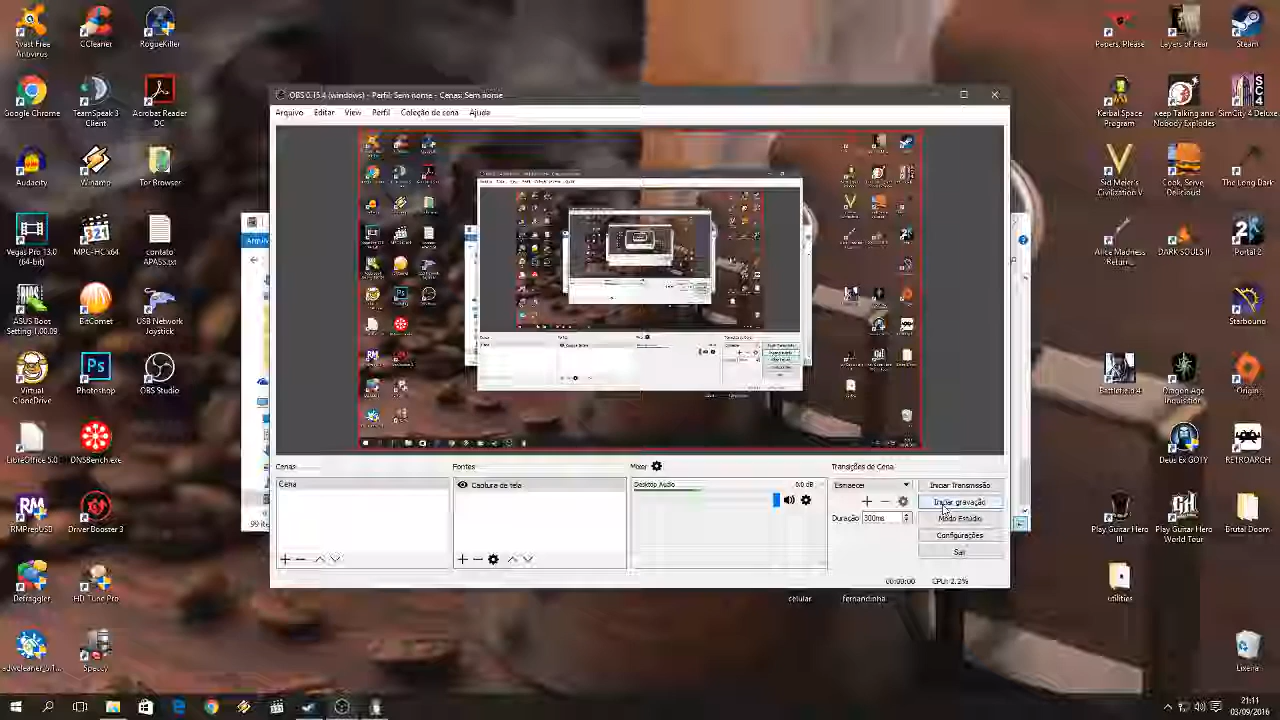 Avast Free
Antivirus
CCleaner
RogueKiller
Papers, Please
Layers of Fear
Steam
OBS 0.15.4 (windows) - Perfil: Sem nome - Cenas: Sem nome
Arquivo Editar View Perfil Coleção de cena Ajuda
Google Chrome
TeamSpeak 3
Client
Acrobat Reader
DC
Kerbal Space
Program
Keep Talking and
Nobody Explodes
SimCity 4 Deluxe
Audacity
Winamp
Tor Browser
Sid Meier's
Civilization V
Cook, Serve,
Delicious!
The Long Dark
Vegas Pro 13.0
(64-bit)
MPC-HC x64
contato
APASS.txt
Alice Madness
Return...
DARK SOULS II
Portal 2
ASUS Boot
Setting 1.00.09
BitComet
USB Network
Joystick
Starbound
Virtual
CloneDrive
Photoshop
OBS Studio
Battlefield 4
Dragon Age
Inquisition
Origin
LibreOffice 5.0
DNSBench.exe
Deus Ex GOTY
RETROARCH
Cenas
Fontes
Mixer
Transições de Cena
Cena
Captura de tela
Desktop Audio
0.0 dB
Esmaecer
Iniciar Transmissão
Iniciar gravação
Duração 300ms
Modo Estúdio
Configurações
Sair
99 ite
RMPrepUSB
Driver Booster 3
Play Guitar Hero
III
Play Guitar Hero
World Tour
Brutal Doom
00:00:00
CPU: 2.2%
Defraggler
HD Tune Pro
celular
fernandinha
utilities
Speccy
Lixeira
21:11
03/09/2016